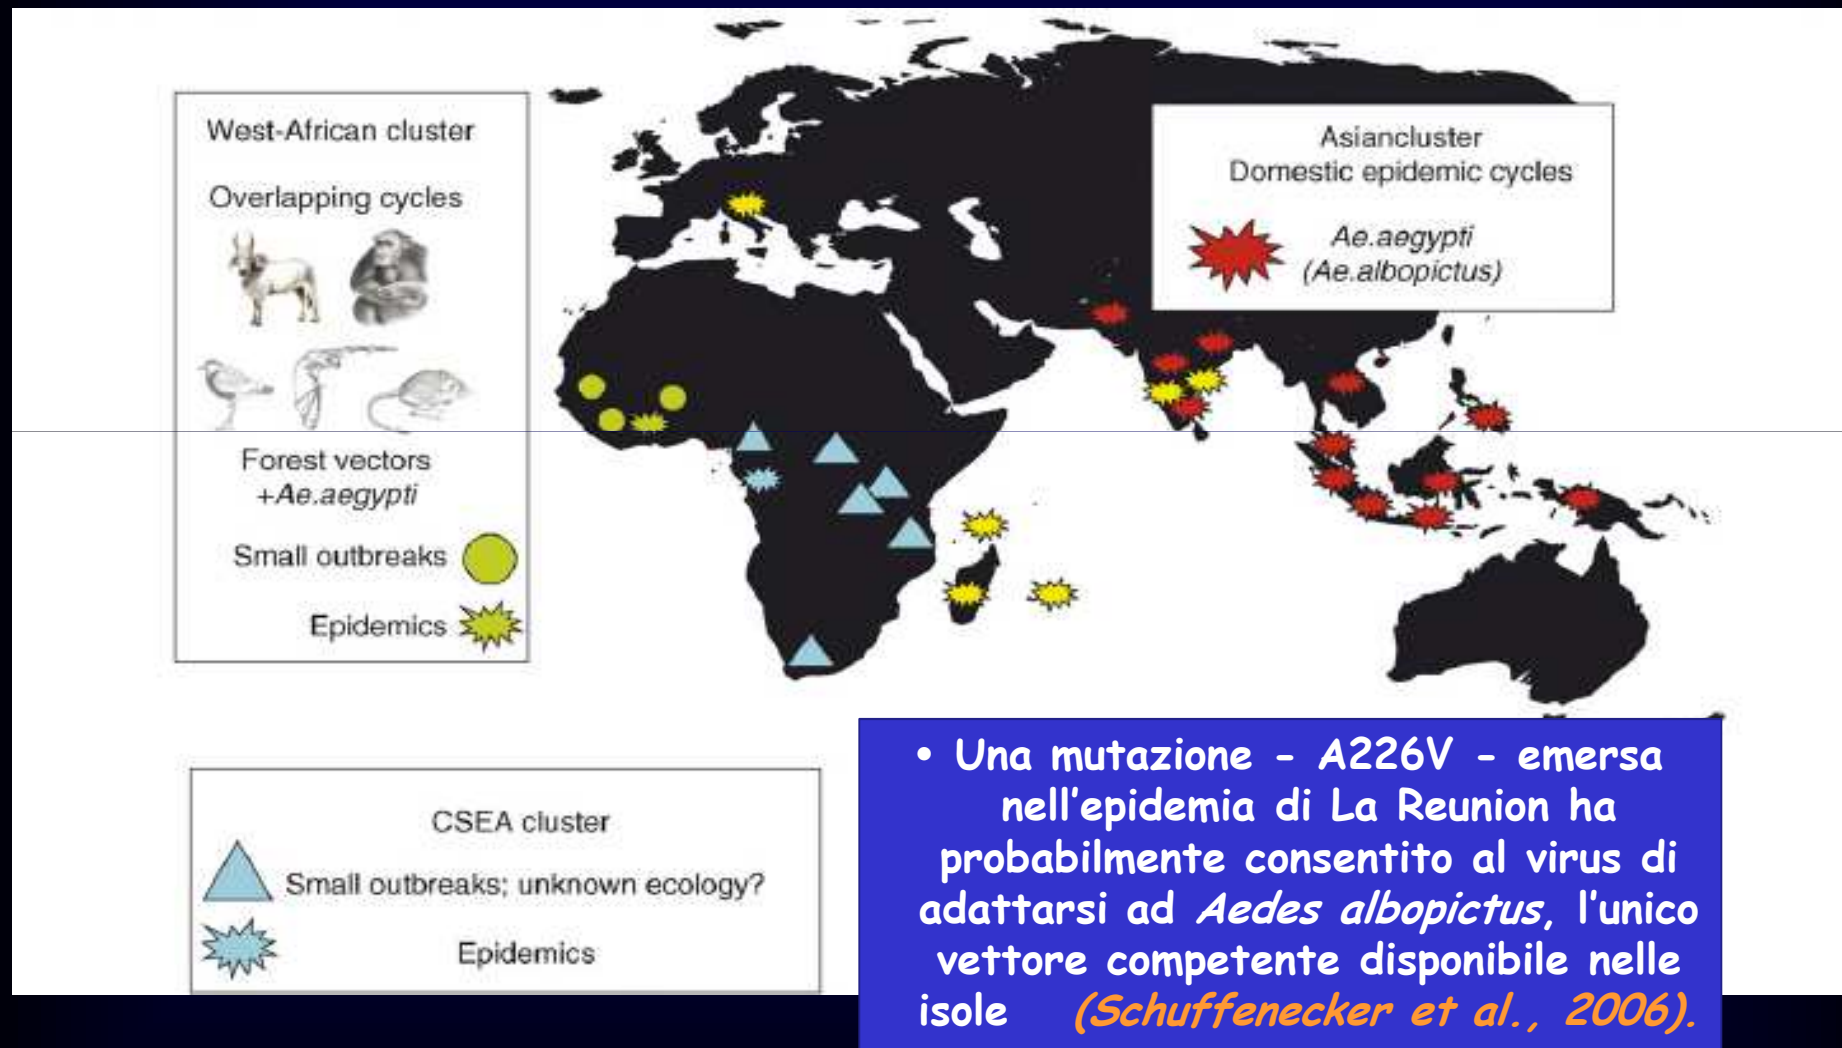 West-African cluster
Overlapping cycles
Forest vectors
+Ae.aegypti
Small outbreaks
Epidemics
Asiancluster
Domestic epidemic cycles
Ae.aegypti
(Ae.albopictus)
CSEA cluster
Small outbreaks; unknown ecology?
Epidemics
• Una mutazione - A226V - emersa
nell'epidemia di La Reunion ha
probabilmente consentito al virus di
adattarsi ad Aedes albopictus, l'unico
vettore competente disponibile nelle
isole (Schuffenecker et al., 2006).